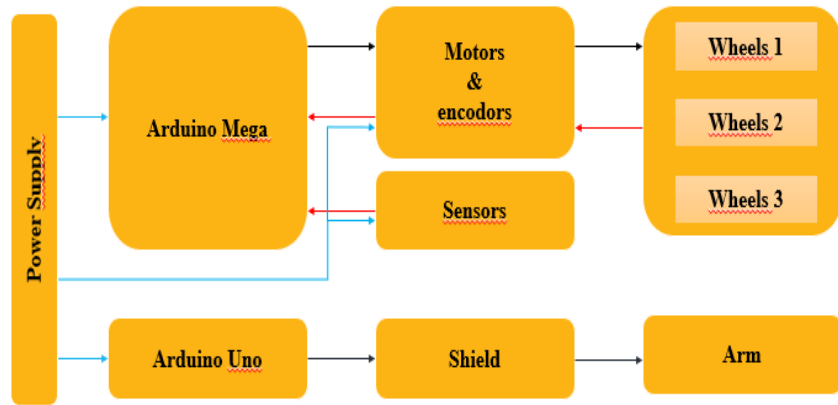 Power Supply
Arduino Mega
Motors
&
encodors
Wheels 1
Wheels 2
Wheels 3
Sensors
Arduino Uno
Shield
Arm